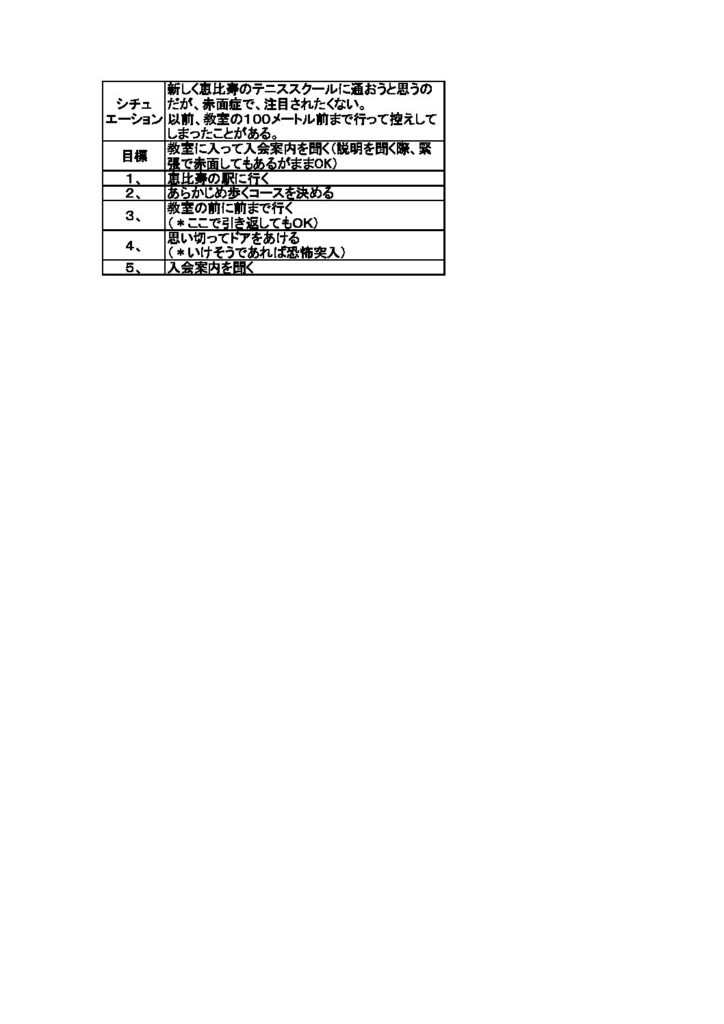 シチュ
エーション
新しく恵比寿のテニススクールに通おうと思うの
だが、赤面症で、注目されたくない。
以前、教室の100メートル前まで行って控えして
しまったことがある。
目標
教室に入って入会案内を聞く(説明を聞く際、緊
張で赤面してもあるがままOK)
1、
恵比寿の駅に行く
2、
あらかじめ歩くコースを決める
3、
教室の前に前まで行く
(*ここで引き返してもOK)
4、
思い切ってドアをあける
(*いけそうであれば恐怖突入)
5、
入会案内を聞く